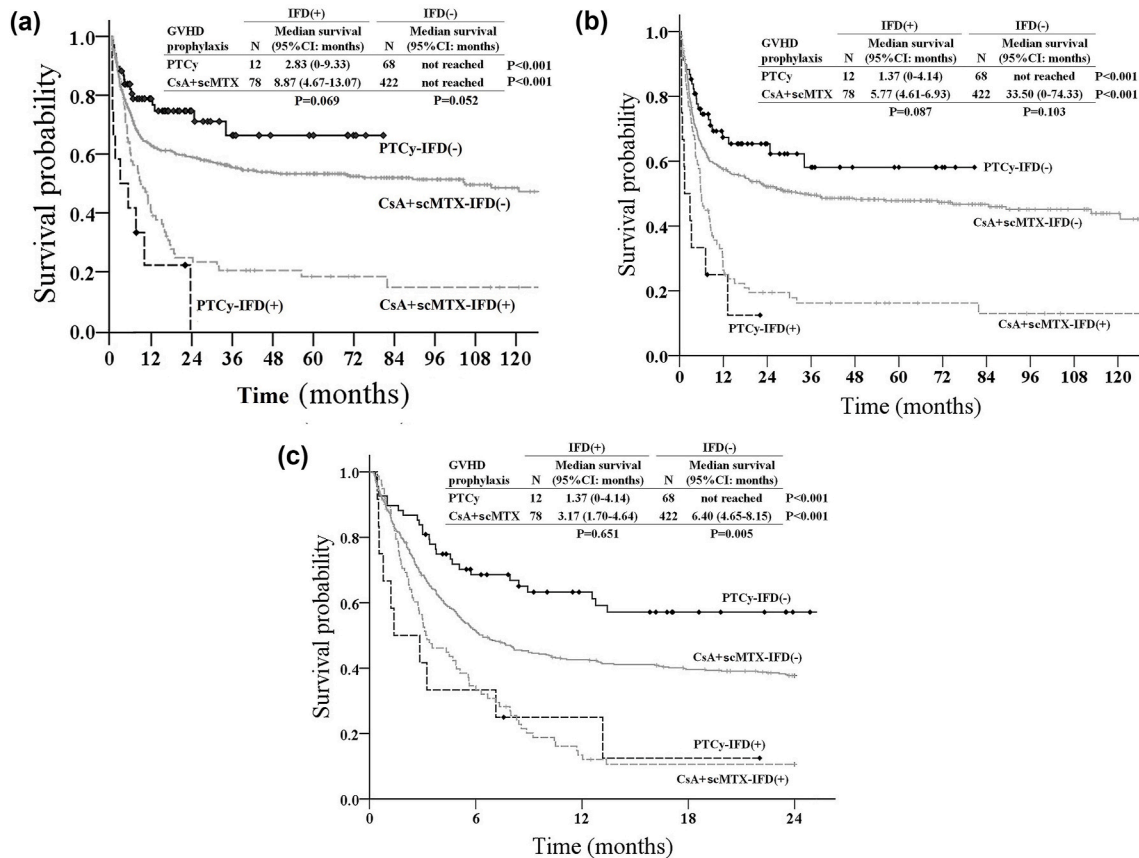 (a)
IFD(+) IFD(-)
GVHD Median survival Median survival
prophylaxis N (95%CI: months) N (95%CI: months)
PTCy 12 2.83 (0-9.33) 68 not reached P<0.001
CsA+scMTX 78 8.87 (4.67-13.07) 422 not reached P<0.001
P=0.069 P=0.052
Survival probability
1.0
0.8
0.6
0.4
0.2
0.0
PTCy-IFD(-)
CsA+scMTX-IFD(-)
CsA+scMTX-IFD(+)
PTCy-IFD(+)
0 12 24 36 48 60 72 84 96 108 120
Time (months)
(b)
IFD(+) IFD(-)
GVHD Median survival Median survival
prophylaxis N (95%CI: months) N (95%CI: months)
PTCy 12 1.37 (0-4.14) 68 not reached P<0.001
CsA+scMTX 78 5.77 (4.61-6.93) 422 33.50 (0-74.33) P<0.001
P=0.087 P=0.103
Survival probability
1.0
0.8
0.6
0.4
0.2
0.0
PTCy-IFD(-)
CsA+scMTX-IFD(-)
CsA+scMTX-IFD(+)
PTCy-IFD(+)
0 12 24 36 48 60 72 84 96 108 120
Time (months)
(c)
IFD(+) IFD(-)
GVHD Median survival Median survival
prophylaxis N (95%CI: months) N (95%CI: months)
PTCy 12 1.37 (0-4.14) 68 not reached P<0.001
CsA+scMTX 78 3.17 (1.70-4.64) 422 6.40 (4.65-8.15) P<0.001
P=0.651 P=0.005
Survival probability
1.0
0.8
0.6
0.4
0.2
0.0
PTCy-IFD(-)
CsA+scMTX-IFD(-)
PTCy-IFD(+)
CsA+scMTX-IFD(+)
0 6 12 18 24
Time (months)